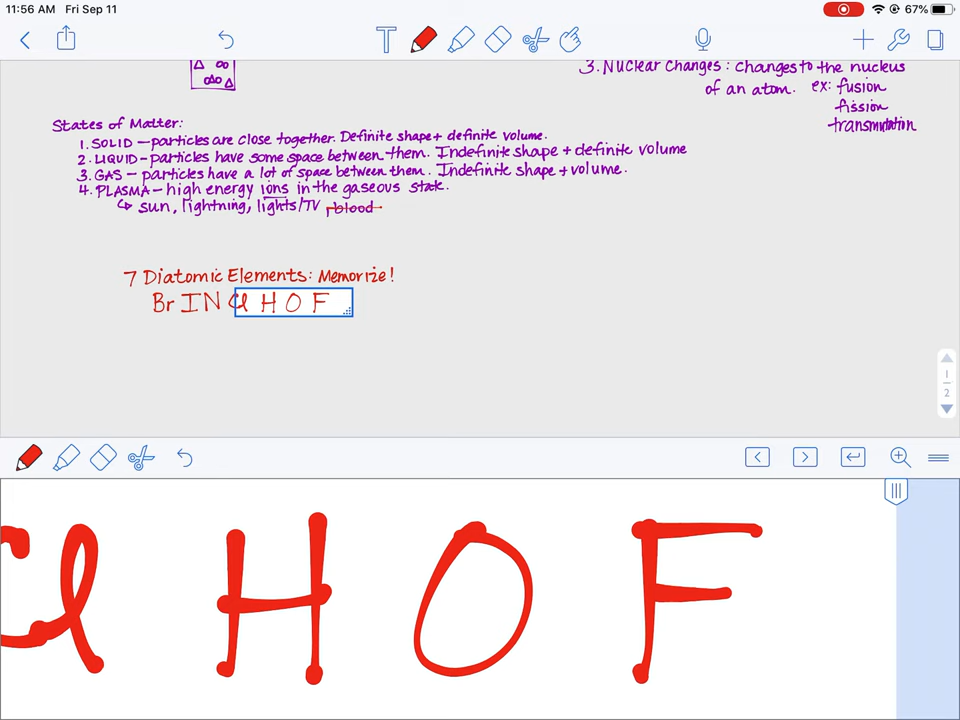 11:56 AM Fri Sep 11
67%
T
3. Nuclear Changes: Changes to the nucleus
of an atom. ex: fusion
fission
transmutation
States of Matter:
1. SOLID - particles are close together. Definite shape + definite volume.
2. LIQUID - particles have some space between them. Indefinite shape + definite volume
3. GAS - particles have a lot of space between them. Indefinite shape + volume.
4. PLASMA - high energy ions in the gaseous state.
↳ sun, lightning, lights/TV, blood
7 Diatomic Elements: Memorize!
Br I N Cl H O F
1
2
Cl H O F